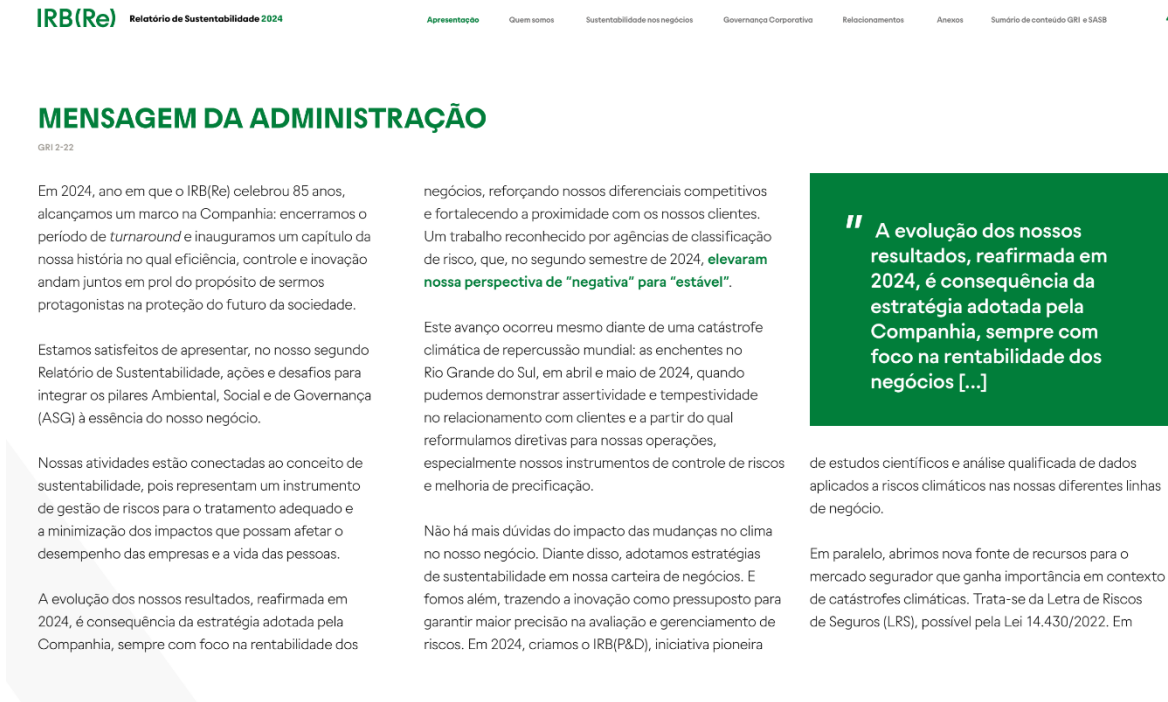 IRB(Re) Relatório de Sustentabilidade 2024
Apresentação Quem somos Sustentabilidade nos negócios Governança Corporativa Relacionamentos Anexos Sumário de conteúdo GRI e SASB
MENSAGEM DA ADMINISTRAÇÃO
GRI 2-22
Em 2024, ano em que o IRB(Re) celebrou 85 anos,
alcançamos um marco na Companhia: encerramos o
período de turnaround e inauguramos um capítulo da
nossa história no qual eficiência, controle e inovação
andam juntos em prol do propósito de sermos
protagonistas na proteção do futuro da sociedade.
Estamos satisfeitos de apresentar, no nosso segundo
Relatório de Sustentabilidade, ações e desafios para
integrar os pilares Ambiental, Social e de Governança
(ASG) à essência do nosso negócio.
Nossas atividades estão conectadas ao conceito de
sustentabilidade, pois representam um instrumento
de gestão de riscos para o tratamento adequado e
a minimização dos impactos que possam afetar o
desempenho das empresas e a vida das pessoas.
A evolução dos nossos resultados, reafirmada em
2024, é consequência da estratégia adotada pela
Companhia, sempre com foco na rentabilidade dos
negócios, reforçando nossos diferenciais competitivos
e fortalecendo a proximidade com os nossos clientes.
Um trabalho reconhecido por agências de classificação
de risco, que, no segundo semestre de 2024, elevaram
nossa perspectiva de “negativa” para “estável”.
Este avanço ocorreu mesmo diante de uma catástrofe
climática de repercussão mundial: as enchentes no
Rio Grande do Sul, em abril e maio de 2024, quando
pudemos demonstrar assertividade e tempestividade
no relacionamento com clientes e a partir do qual
reformulamos diretivas para nossas operações,
especialmente nossos instrumentos de controle de riscos
e melhoria de precificação.
Não há mais dúvidas do impacto das mudanças no clima
no nosso negócio. Diante disso, adotamos estratégias
de sustentabilidade em nossa carteira de negócios. E
fomos além, trazendo a inovação como pressuposto para
garantir maior precisão na avaliação e gerenciamento de
riscos. Em 2024, criamos o IRB(P&D), iniciativa pioneira
" A evolução dos nossos
resultados, reafirmada em
2024, é consequência da
estratégia adotada pela
Companhia, sempre com
foco na rentabilidade dos
negócios [...]
de estudos científicos e análise qualificada de dados
aplicados a riscos climáticos nas nossas diferentes linhas
de negócio.
Em paralelo, abrimos nova fonte de recursos para o
mercado segurador que ganha importância em contexto
de catástrofes climáticas. Trata-se da Letra de Riscos
de Seguros (LRS), possível pela Lei 14.430/2022. Em